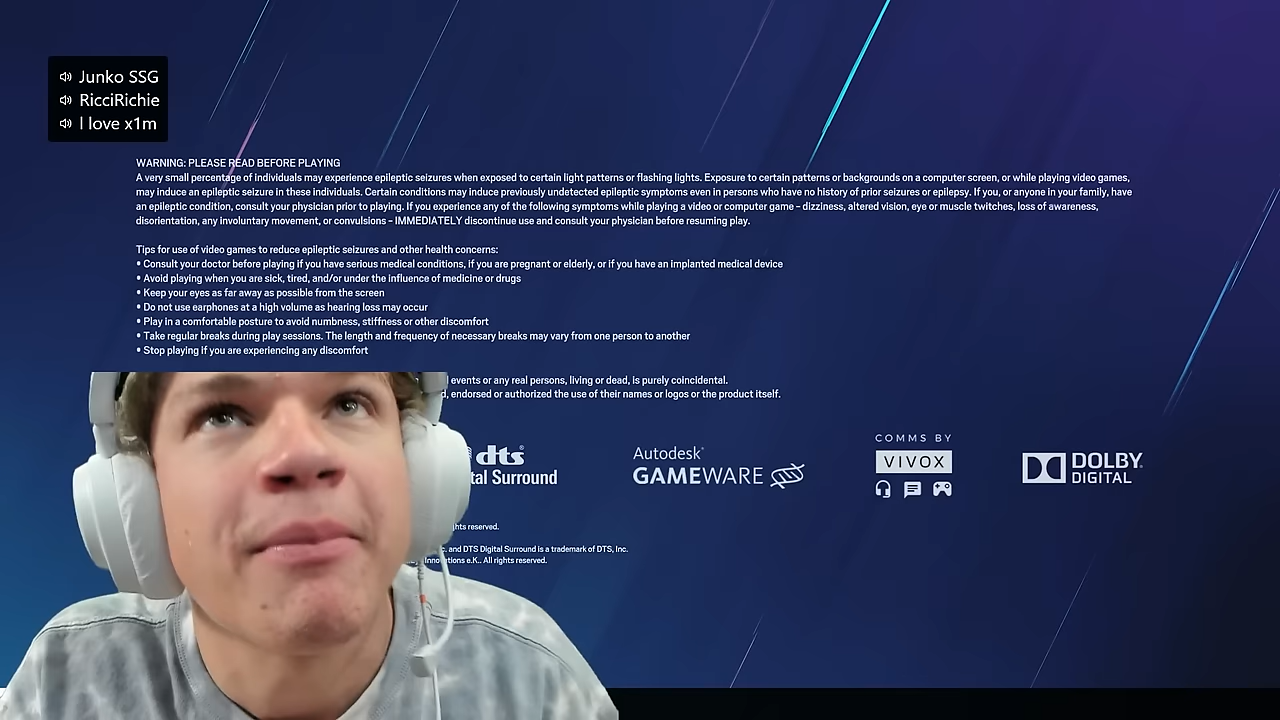 Junko SSG
RicciRichie
I love x1m
WARNING: PLEASE READ BEFORE PLAYING
A very small percentage of individuals may experience epileptic seizures when exposed to certain light patterns or flashing lights. Exposure to certain patterns or backgrounds on a computer screen, or while playing video games,
may induce an epileptic seizure in these individuals. Certain conditions may induce previously undetected epileptic symptoms even in persons who have no history of prior seizures or epilepsy. If you, or anyone in your family, have
an epileptic condition, consult your physician prior to playing. If you experience any of the following symptoms while playing a video or computer game - dizziness, altered vision, eye or muscle twitches, loss of awareness,
disorientation, any involuntary movement, or convulsions - IMMEDIATELY discontinue use and consult your physician before resuming play.
Tips for use of video games to reduce epileptic seizures and other health concerns:
• Consult your doctor before playing if you have serious medical conditions, if you are pregnant or elderly, or if you have an implanted medical device
• Avoid playing when you are sick, tired, and/or under the influence of medicine or drugs
• Keep your eyes as far away as possible from the screen
• Do not use earphones at a high volume as hearing loss may occur
• Play in a comfortable posture to avoid numbness, stiffness or other discomfort
• Take regular breaks during play sessions. The length and frequency of necessary breaks may vary from one person to another
• Stop playing If you are experiencing any discomfort
events or any real persons, living or dead, is purely coincidental.
endorsed or authorized the use of their names or logos or the product itself.
dts
Surround
Autodesk
GAMEWARE
COMMS BY
VIVOX
DOLBY
DIGITAL
reserved.
and DTS Digital Surround is a trademark of DTS, Inc.
e.K.. All rights reserved.